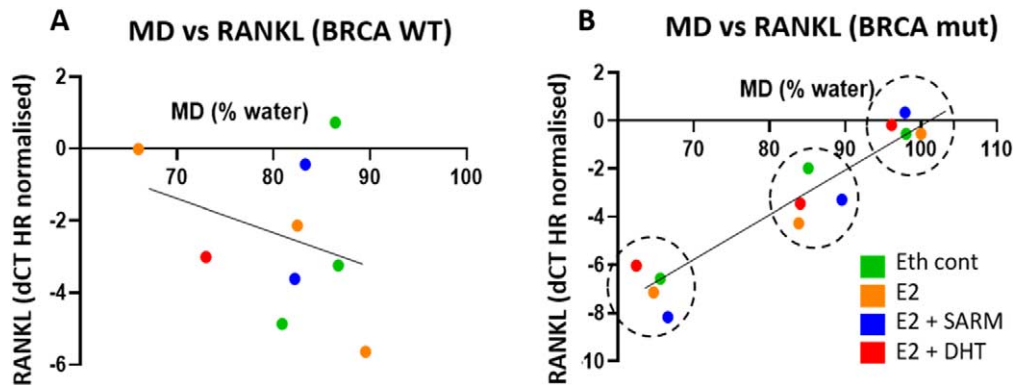 A
MD vs RANKL (BRCA WT)
RANKL (dCT HR normalised)
MD (% water)
2
0
-2
-4
-6
70
80
90
100
B
MD vs RANKL (BRCA mut)
RANKL (dCT HR normalised)
MD (% water)
2
0
-2
-4
-6
-8
-10
70
80
90
100
110
Eth cont
E2
E2 + SARM
E2 + DHT